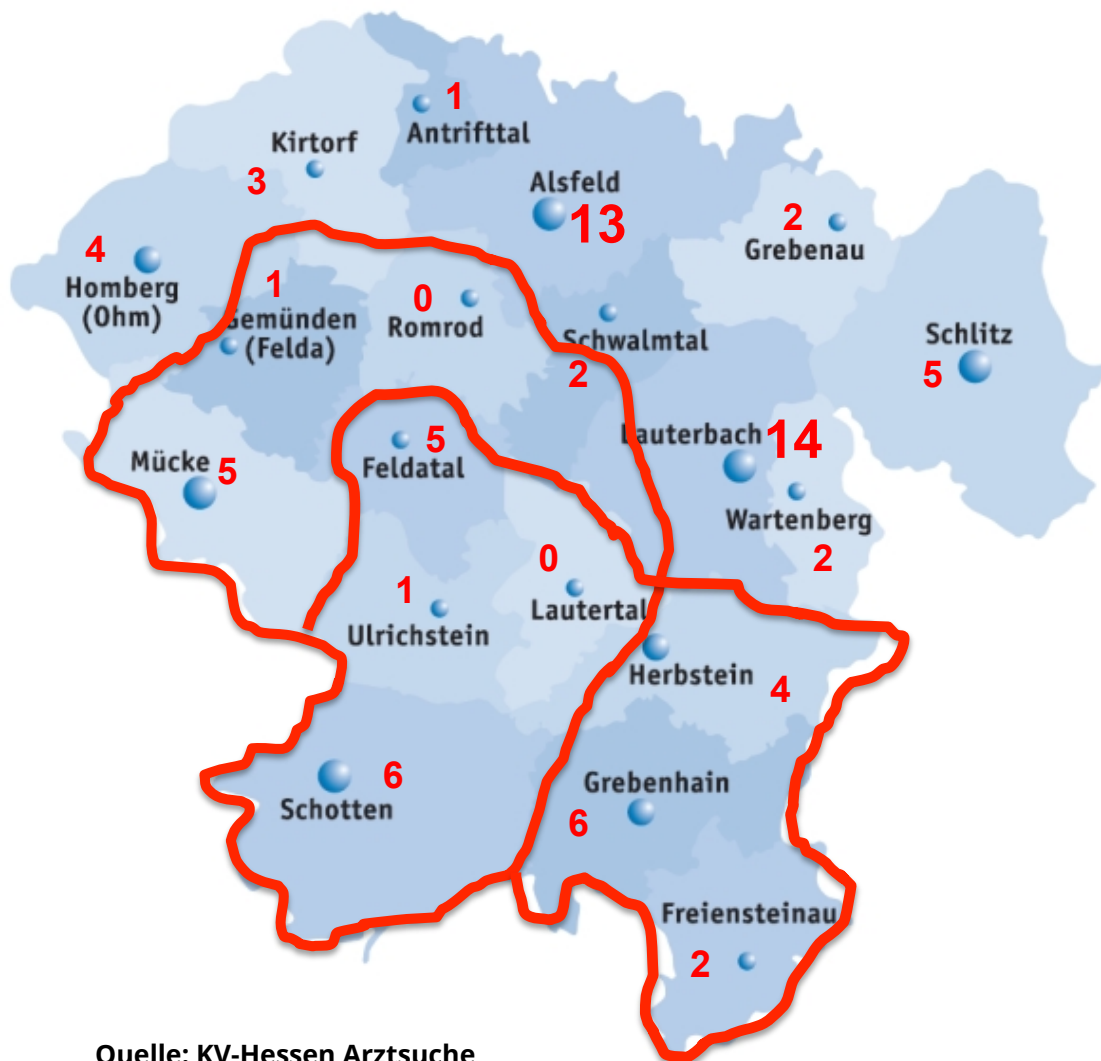 1
Antrifttal
Kirtorf
3
Alsfeld
13
2
Grebenau
4
Homberg
(Ohm)
1
Gemünden
(Felda)
0
Romrod
Schwalmtal
2
Schlitz
5
Mücke
5
5
Feldatal
Lauterbach
14
Wartenberg
2
0
Lautertal
1
Ulrichstein
Herbstein
4
6
Schotten
Grebenhain
6
Freiensteinau
2
Quelle: KV-Hessen Arztsuche